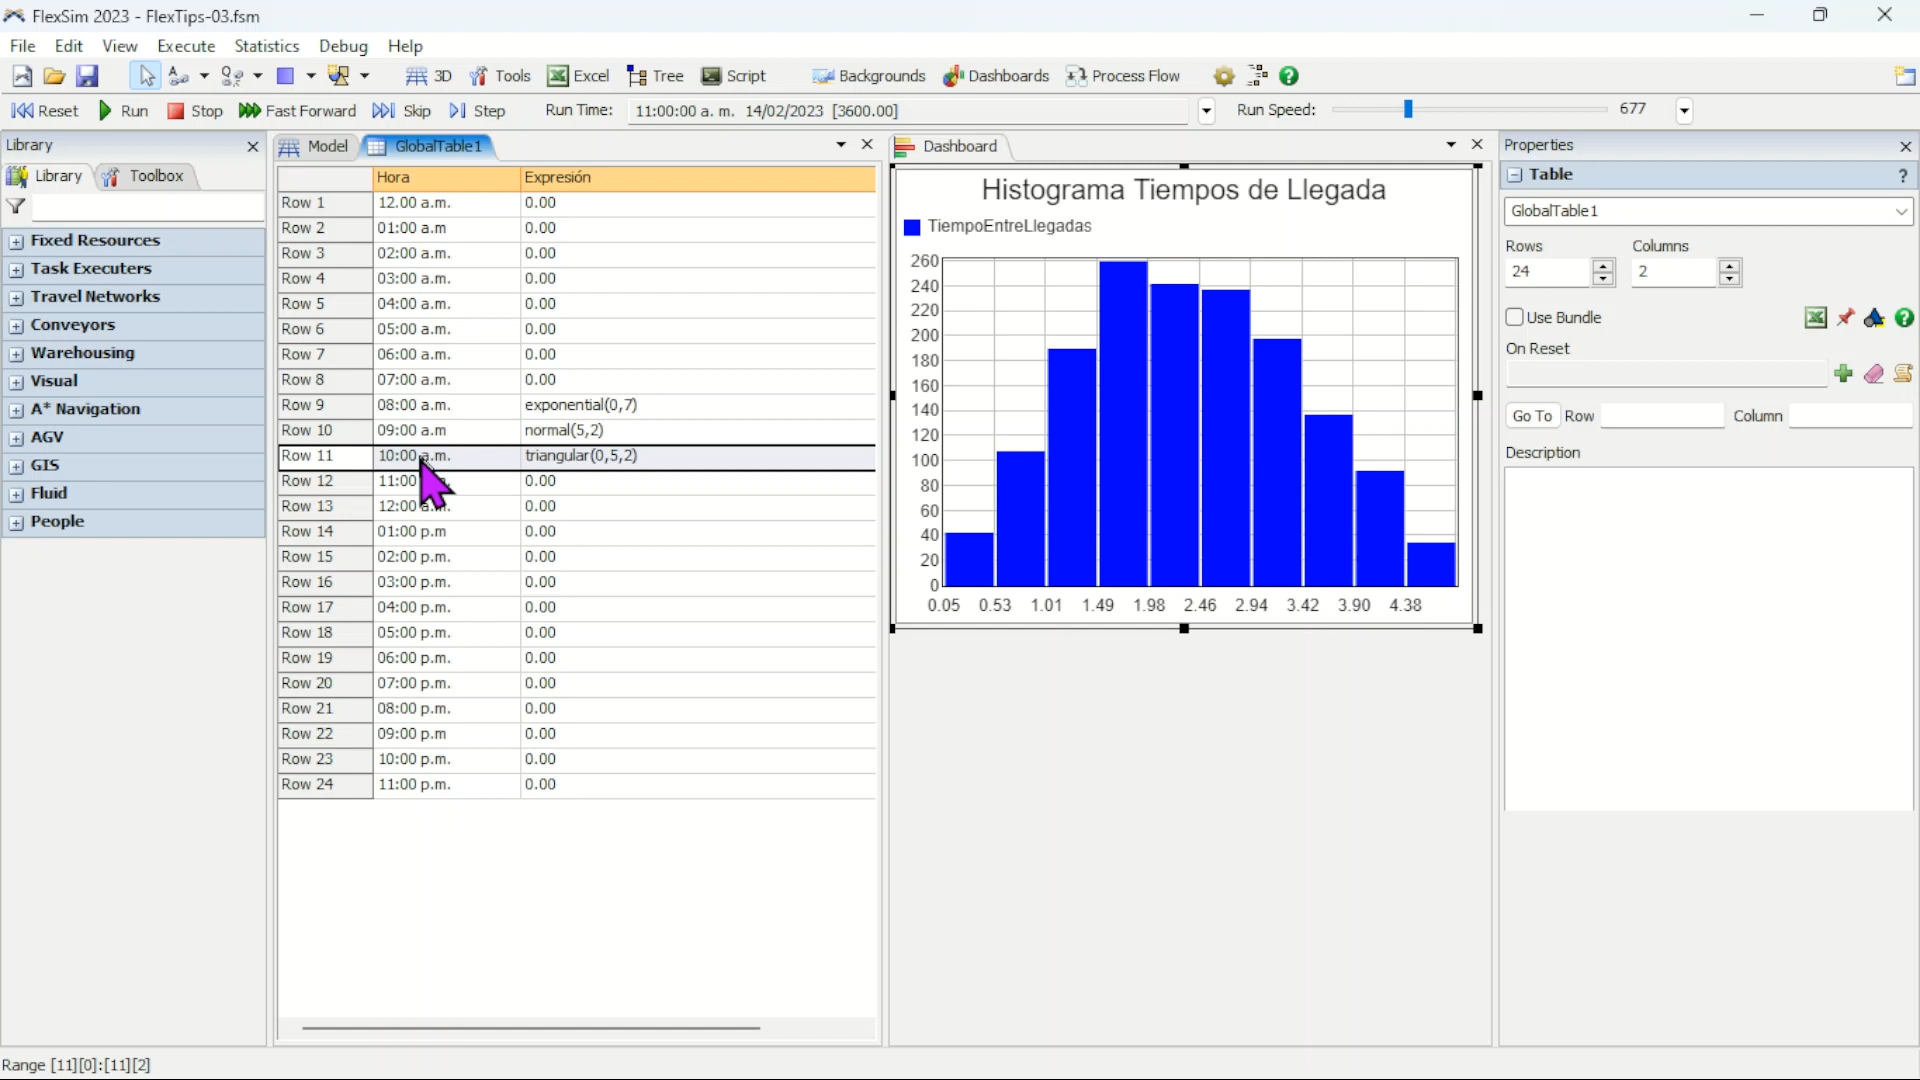 FlexSim 2023 - FlexTips-03.fsm
File Edit View Execute Statistics Debug Help
3D Tools Excel Tree Script Backgrounds Dashboards Process Flow
Reset Run Stop Fast Forward Skip Step Run Time: 11:00:00 a. m. 14/02/2023 [3600.00] Run Speed: 677
Library
Library Toolbox
Fixed Resources
Task Executers
Travel Networks
Conveyors
Warehousing
Visual
A* Navigation
AGV
GIS
Fluid
People
Model GlobalTable1
Hora Expresión
Row 1 12.00 a.m. 0.00
Row 2 01:00 a.m 0.00
Row 3 02:00 a.m. 0.00
Row 4 03:00 a.m. 0.00
Row 5 04:00 a.m. 0.00
Row 6 05:00 a.m. 0.00
Row 7 06:00 a.m. 0.00
Row 8 07:00 a.m. 0.00
Row 9 08:00 a.m. exponential(0,7)
Row 10 09:00 a.m normal(5,2)
Row 11 10:00 a.m. triangular(0,5,2)
Row 12 11:00 0.00
Row 13 12:00 a.m. 0.00
Row 14 01:00 p.m 0.00
Row 15 02:00 p.m. 0.00
Row 16 03:00 p.m. 0.00
Row 17 04:00 p.m. 0.00
Row 18 05:00 p.m. 0.00
Row 19 06:00 p.m. 0.00
Row 20 07:00 p.m. 0.00
Row 21 08:00 p.m. 0.00
Row 22 09:00 p.m 0.00
Row 23 10:00 p.m. 0.00
Row 24 11:00 p.m. 0.00
Dashboard
Histograma Tiempos de Llegada
TiempoEntreLlegadas
260
240
220
200
180
160
140
120
100
80
60
40
20
0
0.05 0.53 1.01 1.49 1.98 2.46 2.94 3.42 3.90 4.38
Properties
Table ?
GlobalTable1
Rows Columns
24 2
Use Bundle
On Reset
Go To Row Column
Description
Range [11][0]:[11][2]